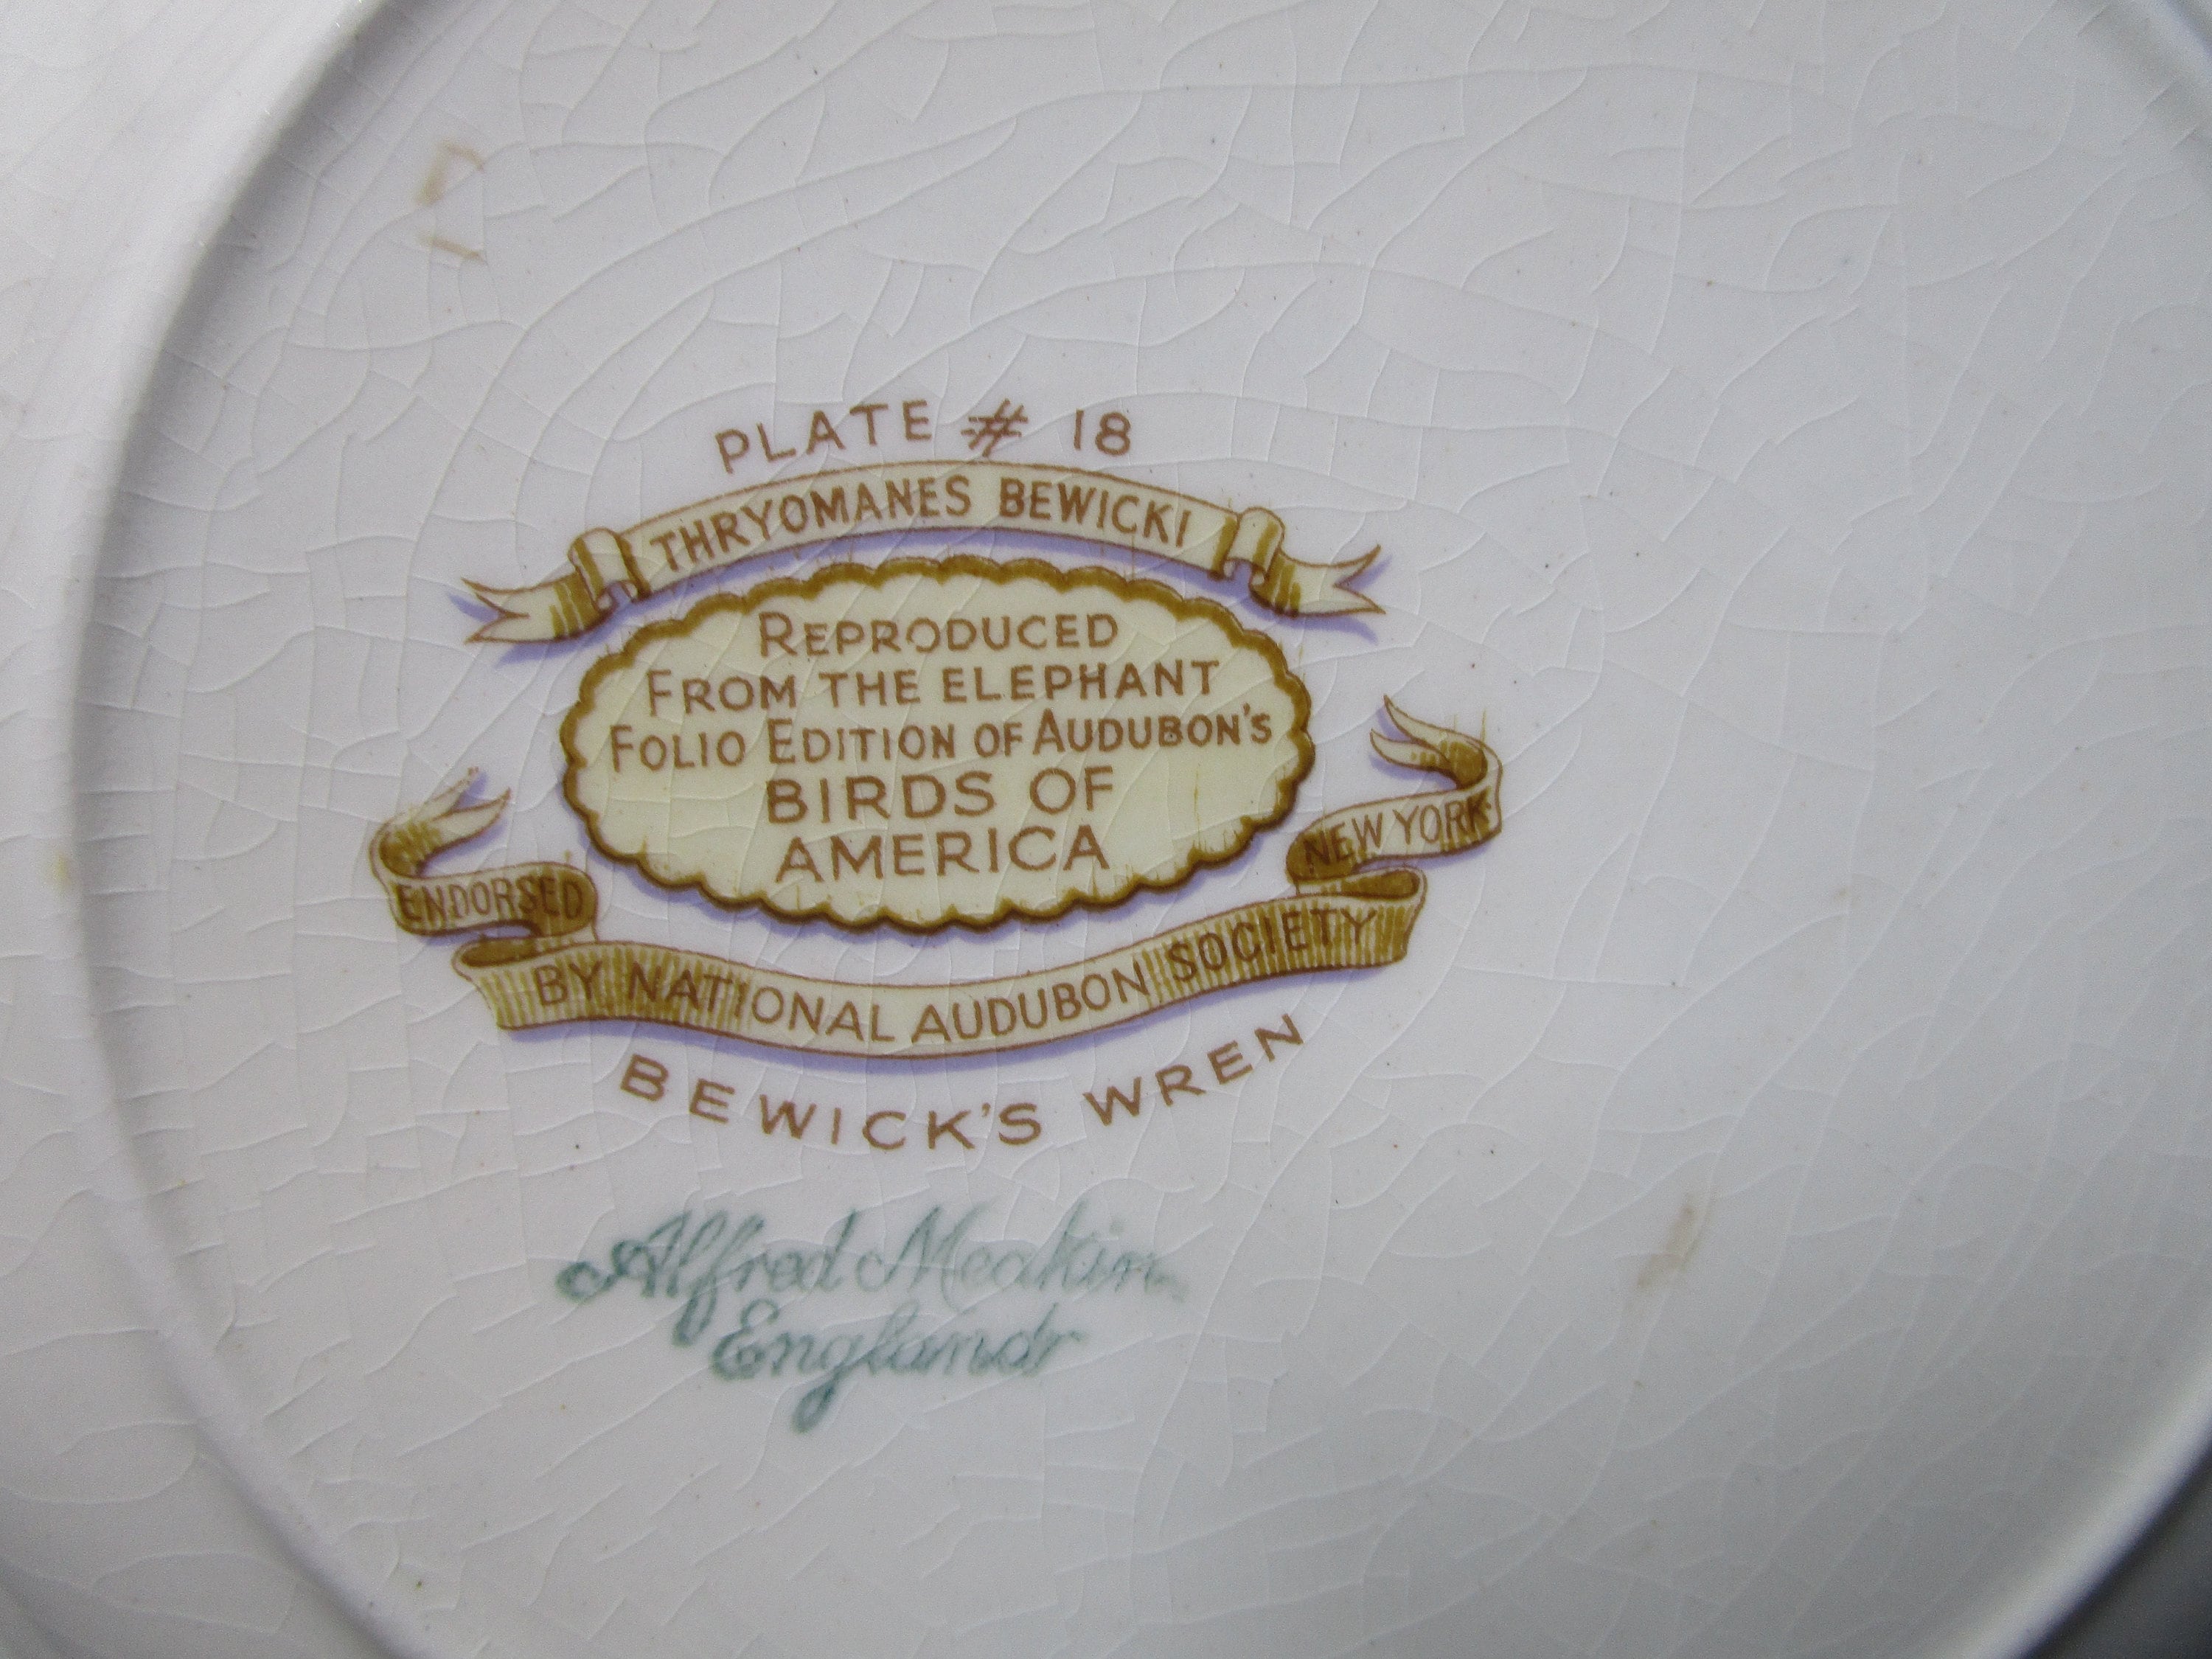 PLATE # 18
THRYOMANES BEWICKI
REPRODUCED
FROM THE ELEPHANT
FOLIO EDITION OF AUDUBON'S
BIRDS OF
AMERICA
ENDORSED
BY NATIONAL AUDUBON SOCIETY
NEW YORK
BEWICK'S WREN
Alfred Meakin
England